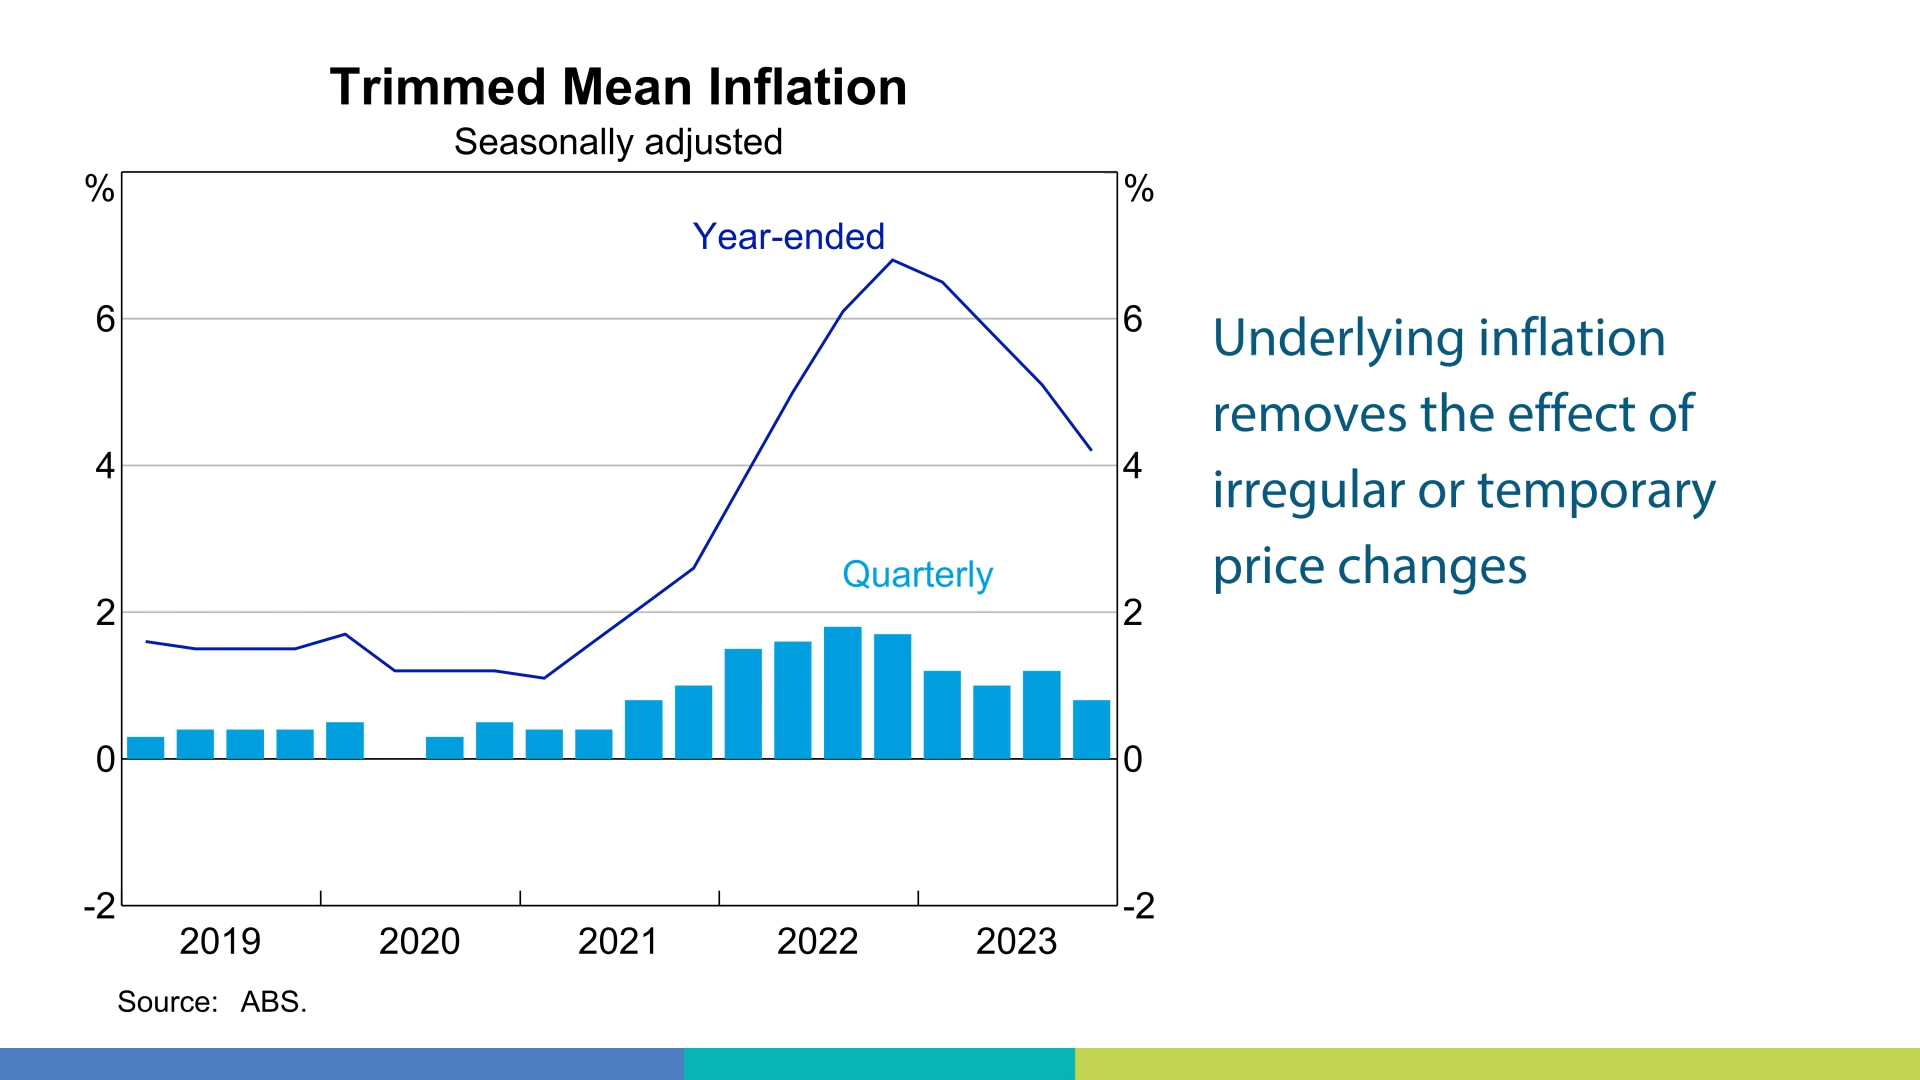 Trimmed Mean Inflation
Seasonally adjusted
% %
Year-ended
6 6
4 4
Quarterly
2 2
0 0
-2 -2
2019 2020 2021 2022 2023
Source: ABS.
Underlying inflation
removes the effect of
irregular or temporary
price changes